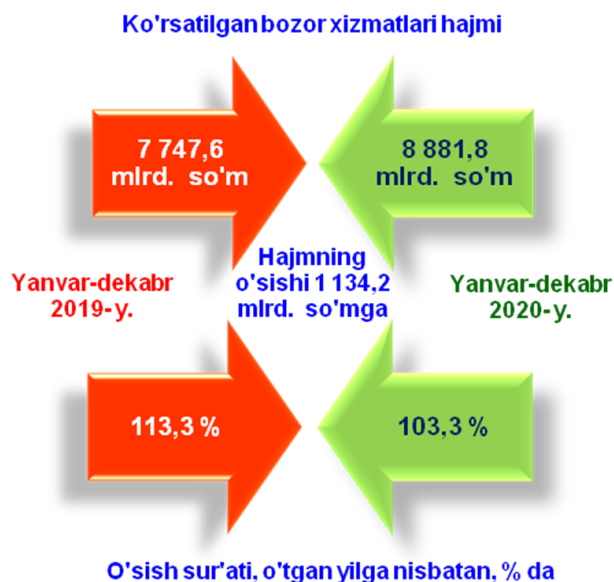 Ko'rsatilgan bozor xizmatlari hajmi
7 747,6
mlrd. so'm
8 881,8
mlrd. so'm
Hajmning
o'sishi 1 134,2
mlrd. so'mga
Yanvar-dekabr
2019-y.
Yanvar-dekabr
2020-y.
113,3 %
103,3 %
O'sish sur'ati, o'tgan yilga nisbatan, % da